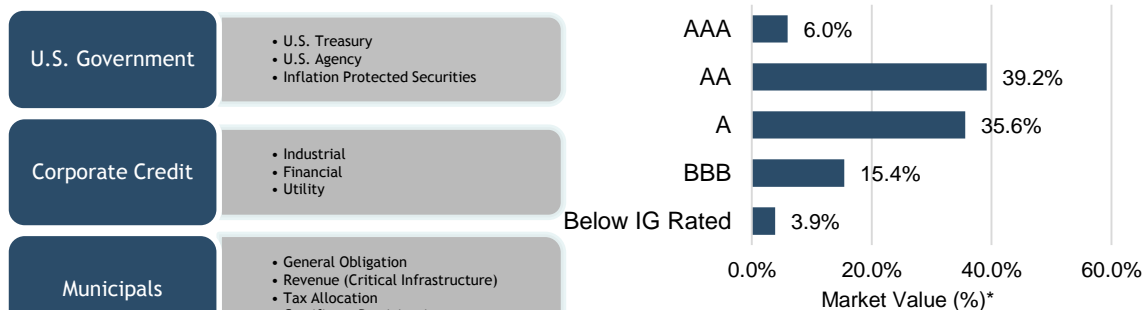 U.S. Government
• U.S. Treasury
• U.S. Agency
• Inflation Protected Securities
Corporate Credit
• Industrial
• Financial
• Utility
Municipals
• General Obligation
• Revenue (Critical Infrastructure)
• Tax Allocation
AAA 6.0%
AA 39.2%
A 35.6%
BBB 15.4%
Below IG Rated 3.9%
0.0% 20.0% 40.0% 60.0%
Market Value (%)*